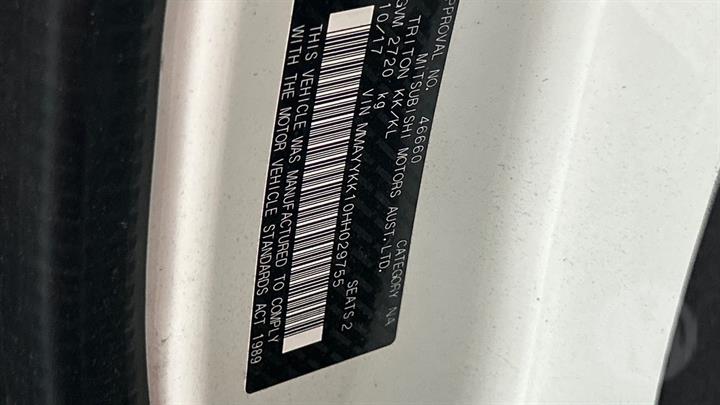 APPROVAL NO. 46660 CATEGORY NA
MITSUBISHI MOTORS AUST.LTD.
TRITON KK/KL
GVM 2720 kg SEATS 2
10/17 VIN MMAYYKK10HH029755
THIS VEHICLE WAS MANUFACTURED TO COMPLY
WITH THE MOTOR VEHICLE STANDARDS ACT 1989